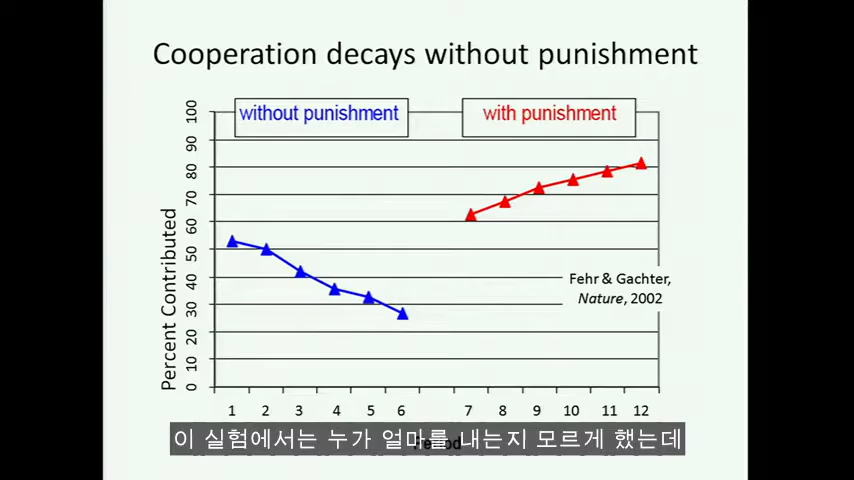 Cooperation decays without punishment
without punishment
with punishment
Percent Contributed
100
90
80
70
60
50
40
30
20
10
0
Fehr & Gachter,
Nature, 2002
1 2 3 4 5 6 7 8 9 10 11 12
이 실험에서는 누가 얼마를 내는지 모르게 했는데